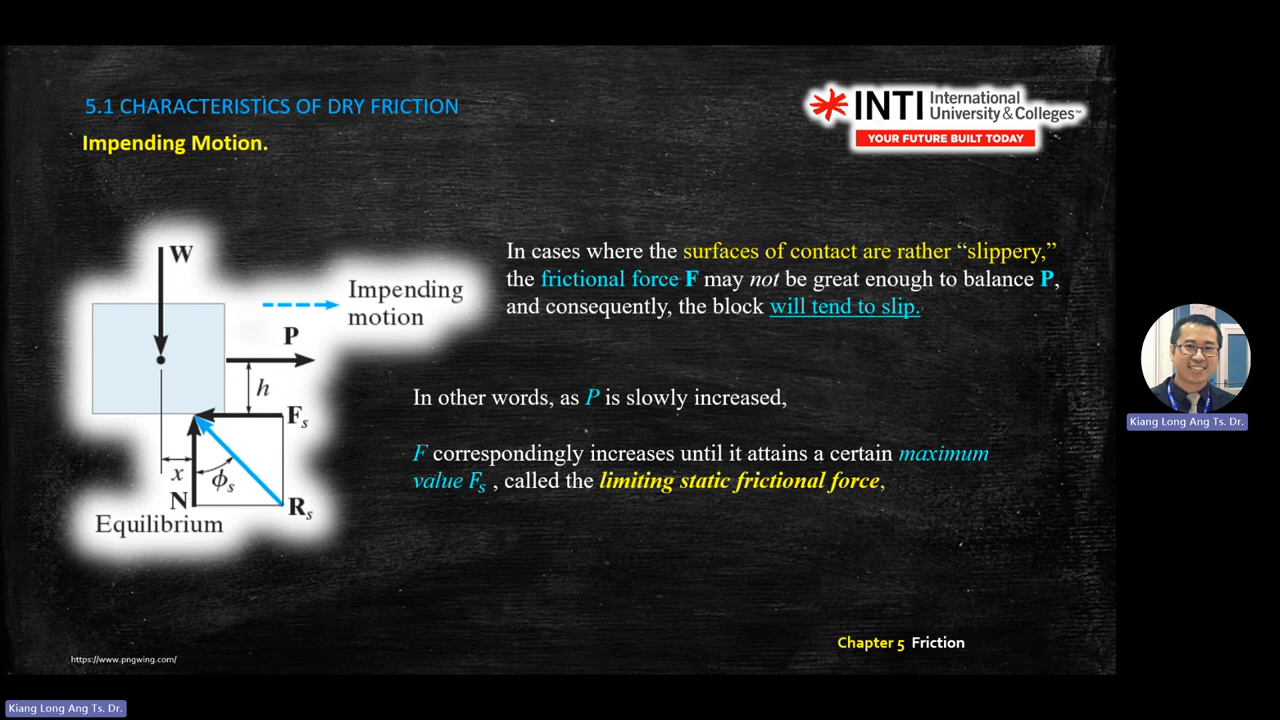 5.1 CHARACTERISTICS OF DRY FRICTION
Impending Motion.
INTI International
University & Colleges™
YOUR FUTURE BUILT TODAY
W
Impending
motion
P
h
Fs
x
ϕs
N
Rs
Equilibrium
In cases where the surfaces of contact are rather “slippery,”
the frictional force F may not be great enough to balance P,
and consequently, the block will tend to slip.
In other words, as P is slowly increased,
F correspondingly increases until it attains a certain maximum
value Fs , called the limiting static frictional force,
Kiang Long Ang Ts. Dr.
Chapter 5 Friction
https://www.pngwing.com/
Kiang Long Ang Ts. Dr.